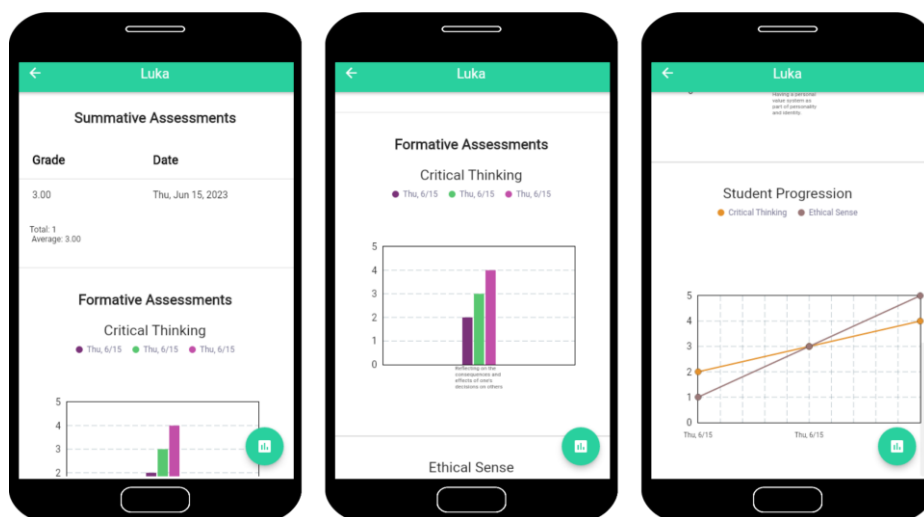 Luka
Summative Assessments
Grade Date
3.00 Thu, Jun 15, 2023
Total: 1
Average: 3.00
Formative Assessments
Critical Thinking
Thu, 6/15 Thu, 6/15 Thu, 6/15
5
4
3
2
Luka
Formative Assessments
Critical Thinking
Thu, 6/15 Thu, 6/15 Thu, 6/15
5
4
3
2
1
0
Reflecting on the
consequences and
effects of one's
decisions on others
Ethical Sense
Luka
Having a personal
value system as
part of personality
and identity.
Student Progression
Critical Thinking Ethical Sense
5
4
3
2
1
0
Thu, 6/15 Thu, 6/15